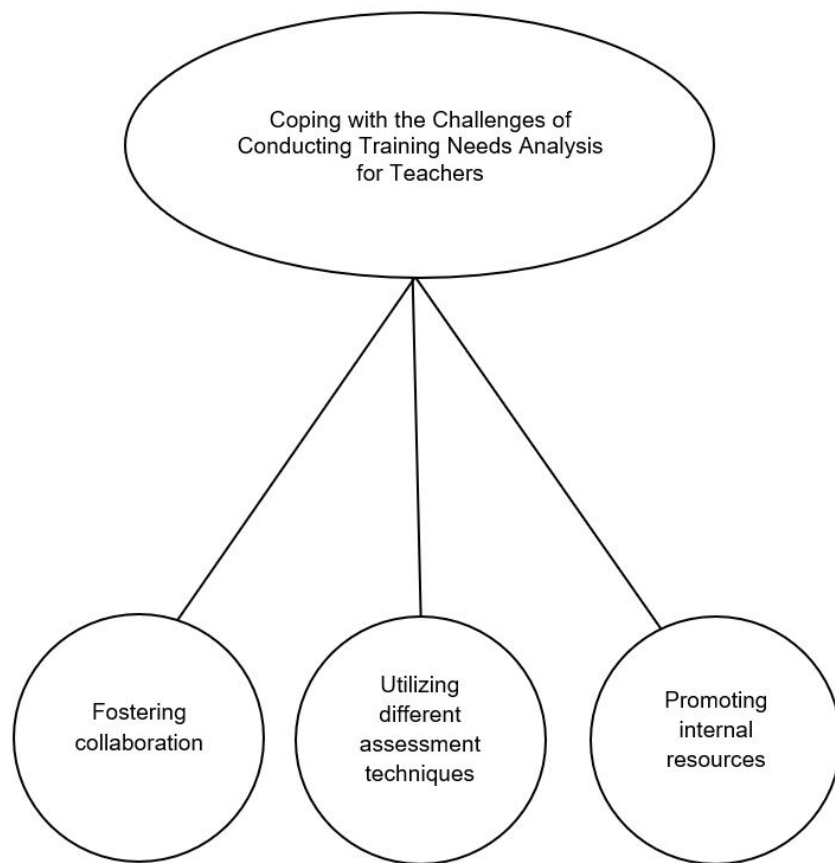 Coping with the Challenges of
Conducting Training Needs Analysis
for Teachers
Fostering
collaboration
Utilizing
different
assessment
techniques
Promoting
internal
resources